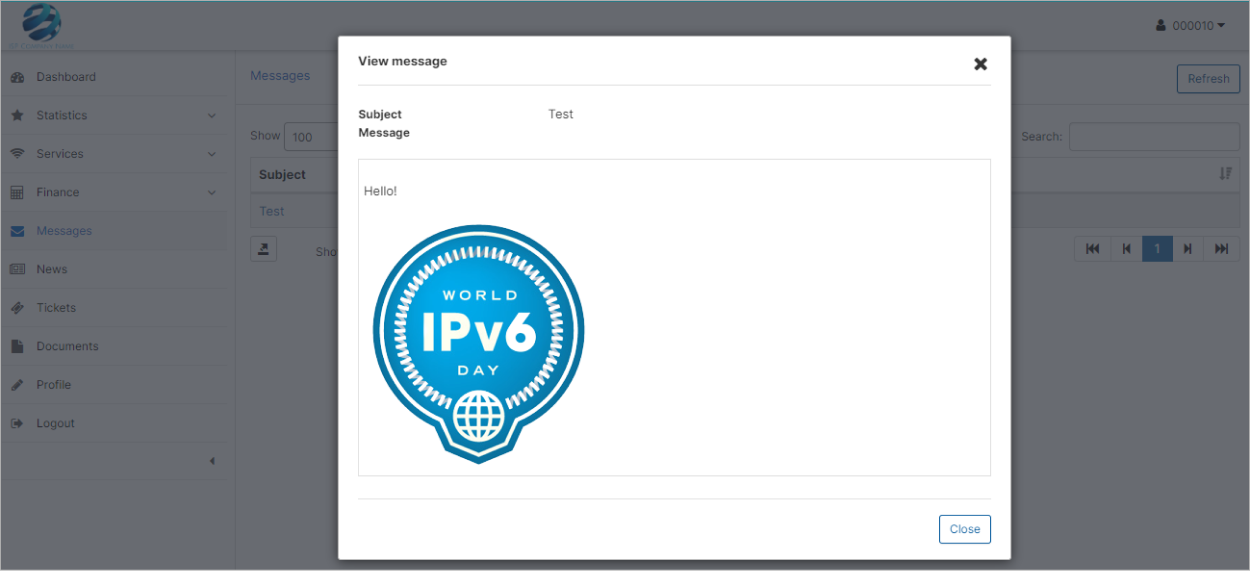 000010
View message
Dashboard
Messages
Refresh
Statistics
Subject Test
Message
Show 100
Search:
Services
Subject
Finance
Hello!
Test
Messages
Sho
1
News
WORLD
IPv6
DAY
Tickets
Documents
Profile
Logout
Close